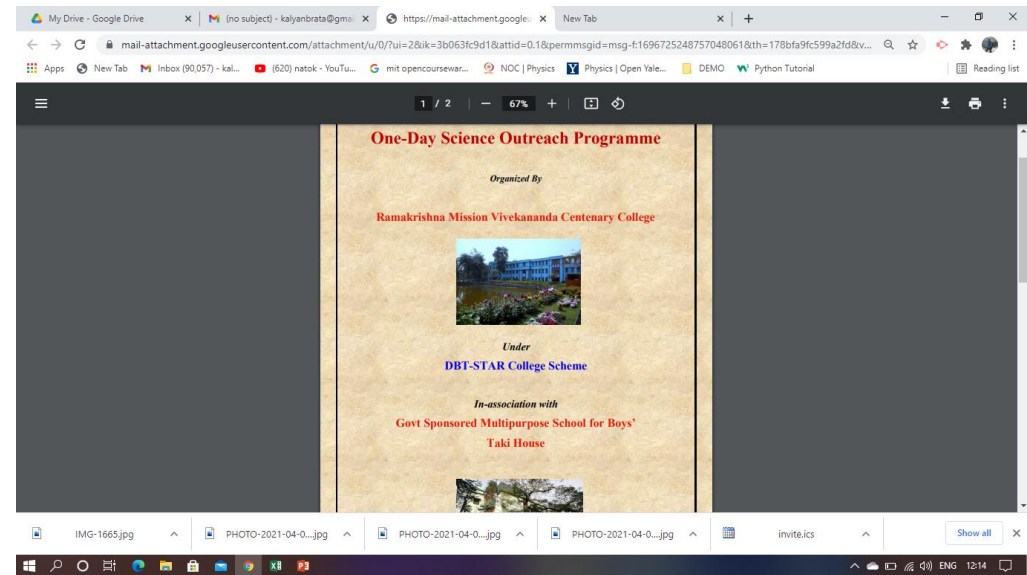 My Drive - Google Drive
(no subject) - kalyanbrata@gmai
https://mail-attachment.googleu
New Tab
mail-attachment.googleusercontent.com/attachment/u/0/?ui=2&ik=3b063fc9d1&attid=0.1&permmsgid=msg-f:1696725248757048061&th=178bfa9fc599a2fd&v...
Apps
New Tab
Inbox (90,057) - kal...
(620) natok - YouTu...
mit opencoursewar...
NOC | Physics
Physics | Open Yale...
DEMO
Python Tutorial
Reading list
1 / 2
67%
One-Day Science Outreach Programme
Organized By
Ramakrishna Mission Vivekananda Centenary College
Under
DBT-STAR College Scheme
In-association with
Govt Sponsored Multipurpose School for Boys'
Taki House
IMG-1665.jpg
PHOTO-2021-04-0....jpg
PHOTO-2021-04-0....jpg
PHOTO-2021-04-0....jpg
invite.ics
Show all
ENG
12:14